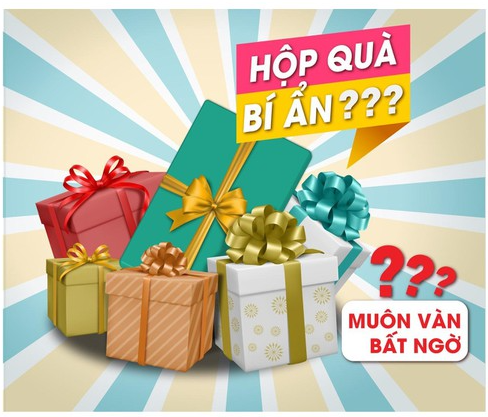 HỘP QUÀ
BÍ ẨN???
???
MUÔN VÀN
BẤT NGỜ